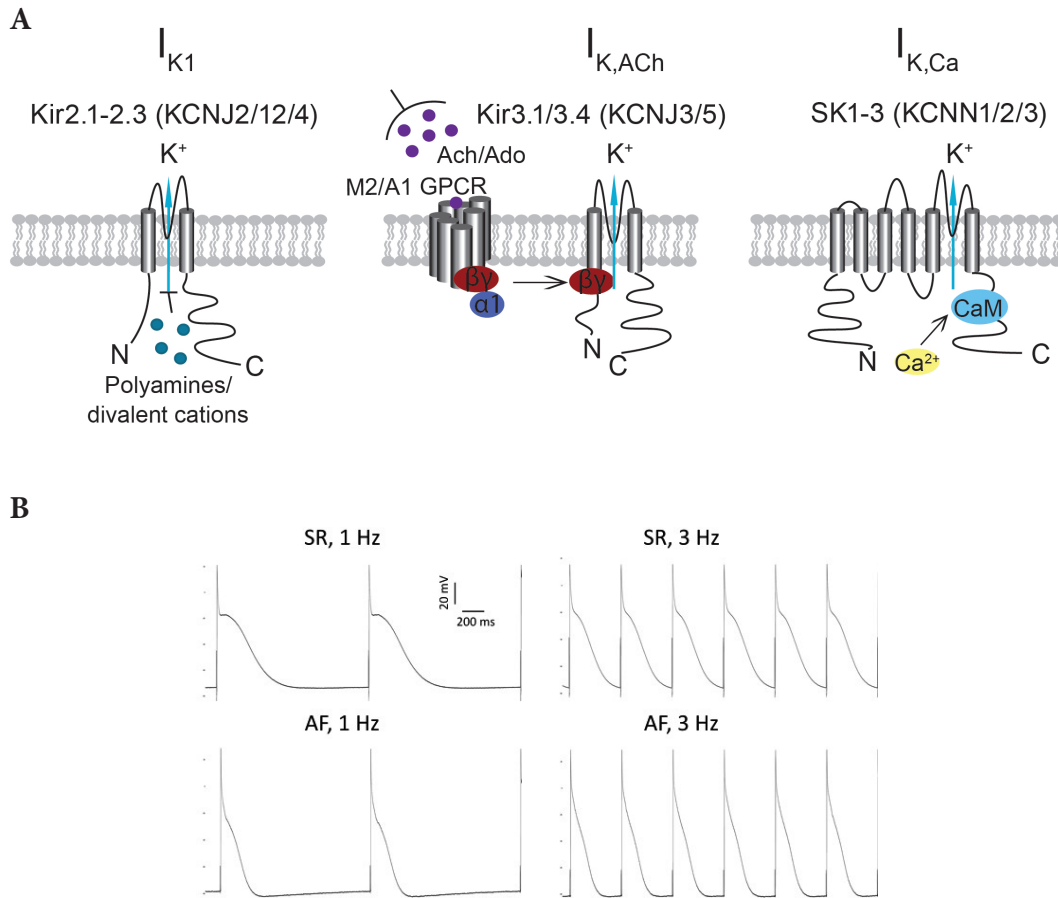 A
I K1
I K,ACh
I K,Ca
Kir2.1-2.3 (KCNJ2/12/4)
Kir3.1/3.4 (KCNJ3/5)
SK1-3 (KCNN1/2/3)
K⁺
Ach/Ado
K⁺
K⁺
M2/A1 GPCR
βγ
α1
βγ
CaM
Ca²⁺
N
C
N
C
N
C
Polyamines/
divalent cations
B
SR, 1 Hz
SR, 3 Hz
20 mV
200 ms
AF, 1 Hz
AF, 3 Hz